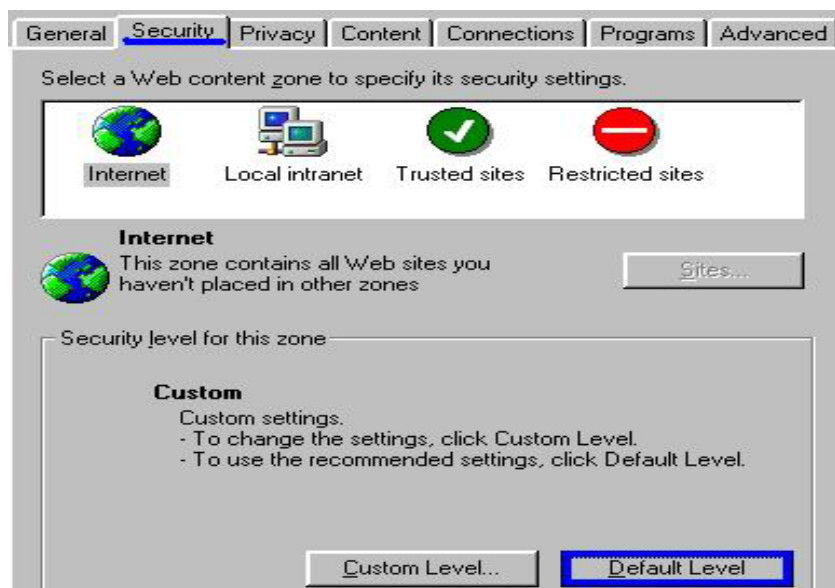 General Security Privacy Content Connections Programs Advanced
Select a Web content zone to specify its security settings.
Internet Local intranet Trusted sites Restricted sites
Internet
This zone contains all Web sites you
haven't placed in other zones
Sites...
Security level for this zone
Custom
Custom settings.
- To change the settings, click Custom Level.
- To use the recommended settings, click Default Level.
Custom Level... Default Level